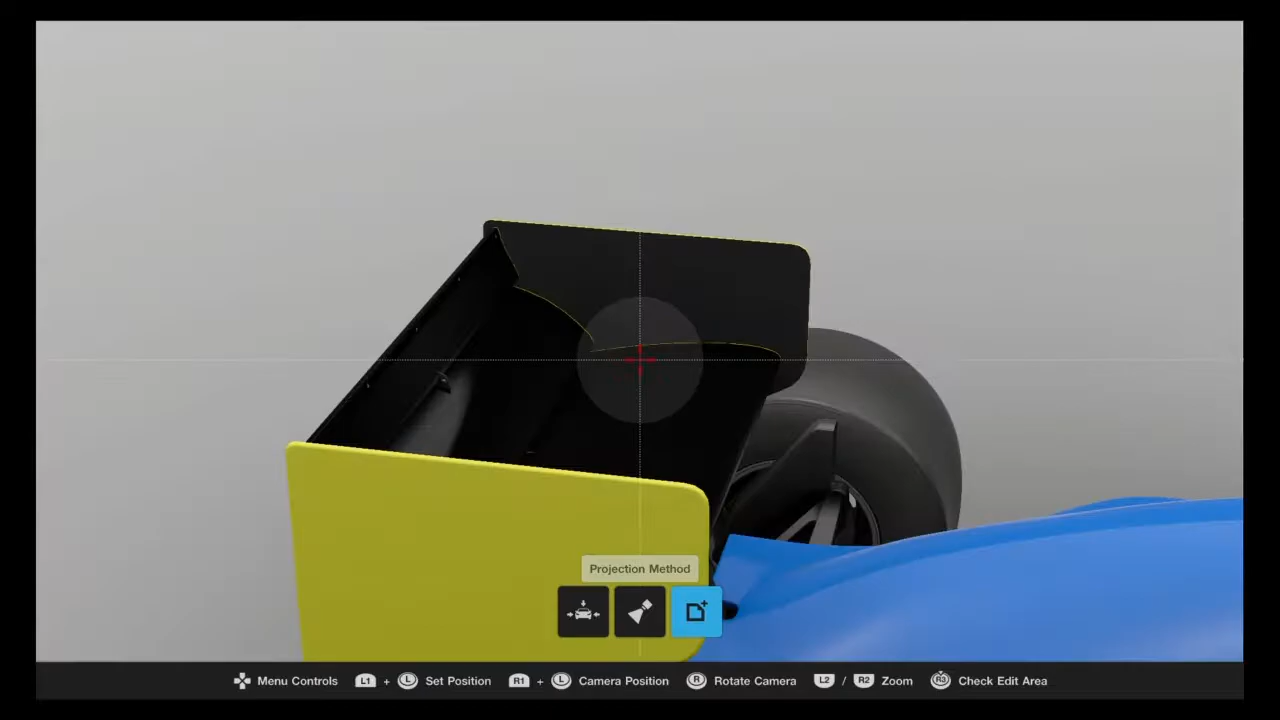 Projection Method
Menu Controls L1 + L Set Position R1 + L Camera Position R Rotate Camera L2 / R2 Zoom R3 Check Edit Area